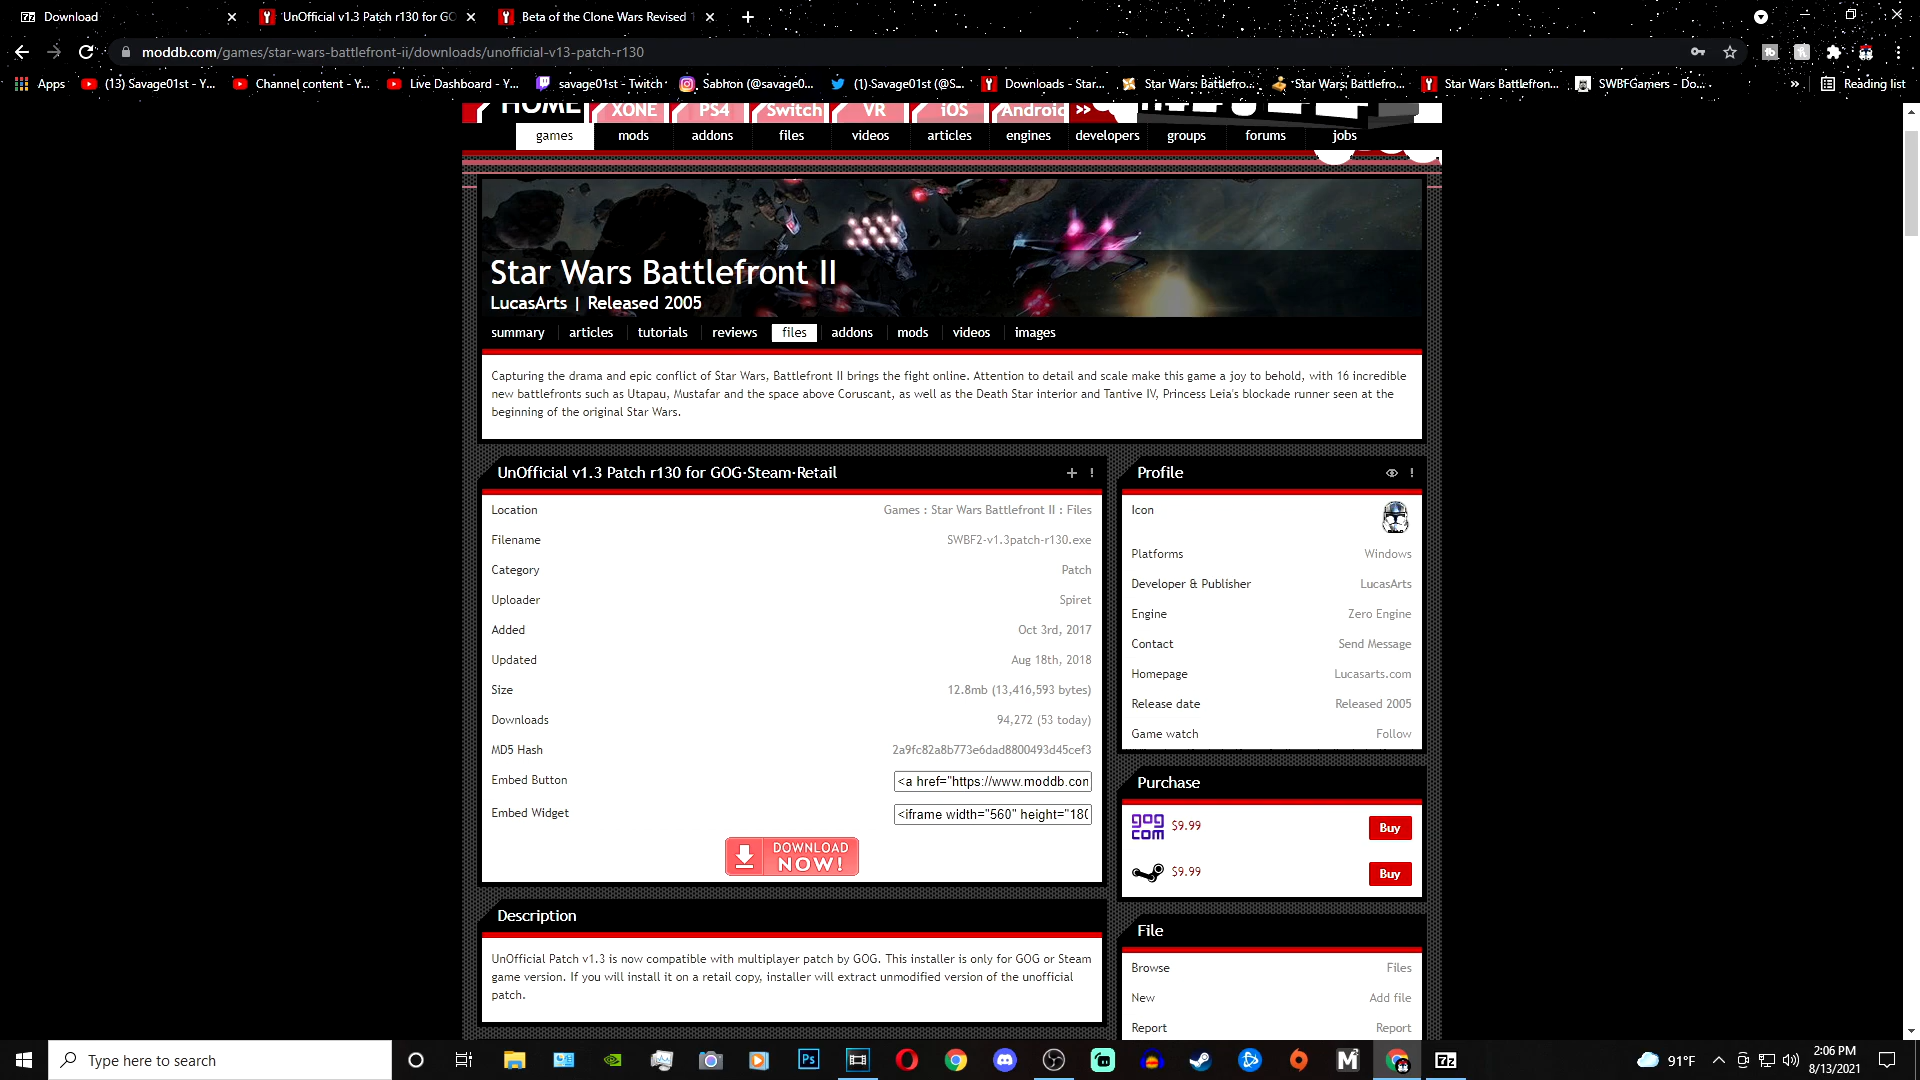 Download
UnOfficial v1.3 Patch r130 for GO
Beta of the Clone Wars Revised
moddb.com/games/star-wars-battlefront-ii/downloads/unofficial-v13-patch-r130
Apps
(13) Savage01st - Y...
Channel content - Y...
Live Dashboard - Y...
savage01st - Twitch
Sabhon (@savage0...
(1) Savage01st (@S...
Downloads - Star...
Star Wars: Battlefro...
Star Wars: Battlefro...
Star Wars Battlefron...
SWBFGamers - Do...
»
Reading list
HOME XONE PS4 Switch VR iOS Android »
games mods addons files videos articles engines developers groups forums jobs
Star Wars Battlefront II
LucasArts | Released 2005
summary articles tutorials reviews files addons mods videos images
Capturing the drama and epic conflict of Star Wars, Battlefront II brings the fight online. Attention to detail and scale make this game a joy to behold, with 16 incredible
new battlefronts such as Utapau, Mustafar and the space above Coruscant, as well as the Death Star interior and Tantive IV, Princess Leia's blockade runner seen at the
beginning of the original Star Wars.
UnOfficial v1.3 Patch r130 for GOG·Steam·Retail
+ !
Location Games : Star Wars Battlefront II : Files
Filename SWBF2-v1.3patch-r130.exe
Category Patch
Uploader Spiret
Added Oct 3rd, 2017
Updated Aug 18th, 2018
Size 12.8mb (13,416,593 bytes)
Downloads 94,272 (53 today)
MD5 Hash 2a9fc82a8b773e6dad8800493d45cef3
Embed Button <a href="https://www.moddb.con
Embed Widget <iframe width="560" height="180
DOWNLOAD
NOW!
Description
UnOfficial Patch v1.3 is now compatible with multiplayer patch by GOG. This installer is only for GOG or Steam
game version. If you will install it on a retail copy, installer will extract unmodified version of the unofficial
patch.
Profile
!
Icon
Platforms Windows
Developer & Publisher LucasArts
Engine Zero Engine
Contact Send Message
Homepage Lucasarts.com
Release date Released 2005
Game watch Follow
Purchase
gog com $9.99 Buy
$9.99 Buy
File
Browse Files
New Add file
Report Report
Type here to search
Ps
M
7z
91°F
2:06 PM
8/13/2021